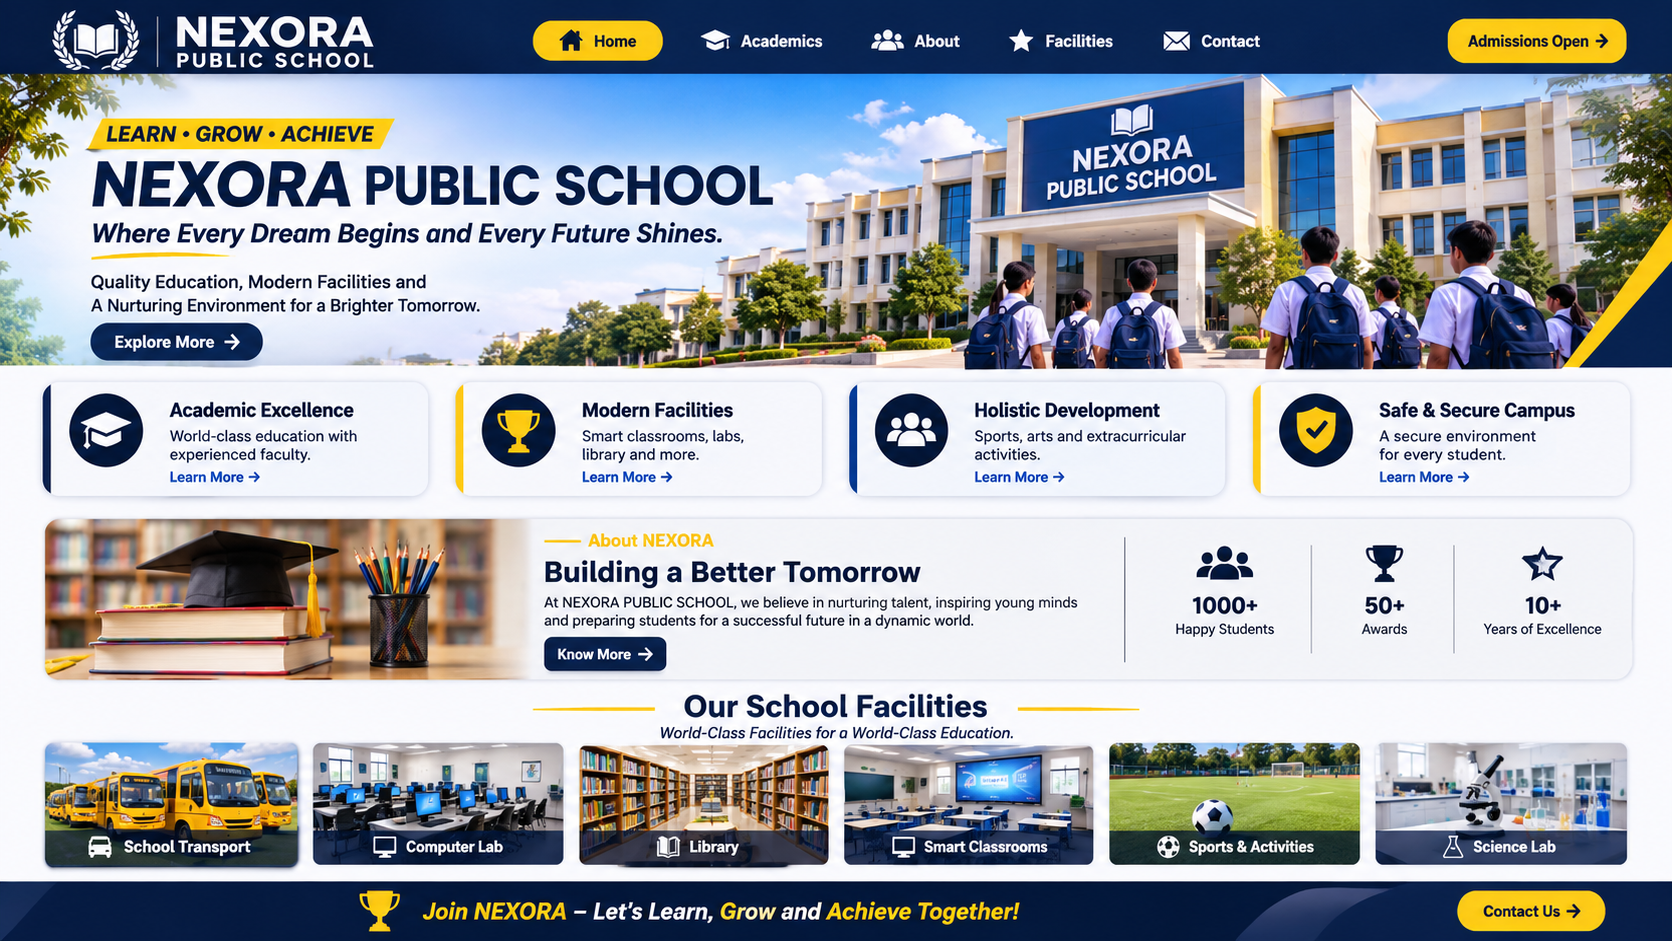 NEXORA
PUBLIC SCHOOL
Home
Academics
About
Facilities
Contact
Admissions Open →
LEARN • GROW • ACHIEVE
NEXORA PUBLIC SCHOOL
Where Every Dream Begins and Every Future Shines.
Quality Education, Modern Facilities and
A Nurturing Environment for a Brighter Tomorrow.
Explore More →
NEXORA
PUBLIC SCHOOL
Academic Excellence
World-class education with
experienced faculty.
Learn More →
Modern Facilities
Smart classrooms, labs,
library and more.
Learn More →
Holistic Development
Sports, arts and extracurricular
activities.
Learn More →
Safe & Secure Campus
A secure environment
for every student.
Learn More →
About NEXORA
Building a Better Tomorrow
At NEXORA PUBLIC SCHOOL, we believe in nurturing talent, inspiring young minds
and preparing students for a successful future in a dynamic world.
Know More →
1000+
Happy Students
50+
Awards
10+
Years of Excellence
Our School Facilities
World-Class Facilities for a World-Class Education.
School Transport
Computer Lab
Library
Smart Classrooms
Sports & Activities
Science Lab
Join NEXORA – Let's Learn, Grow and Achieve Together!
Contact Us →